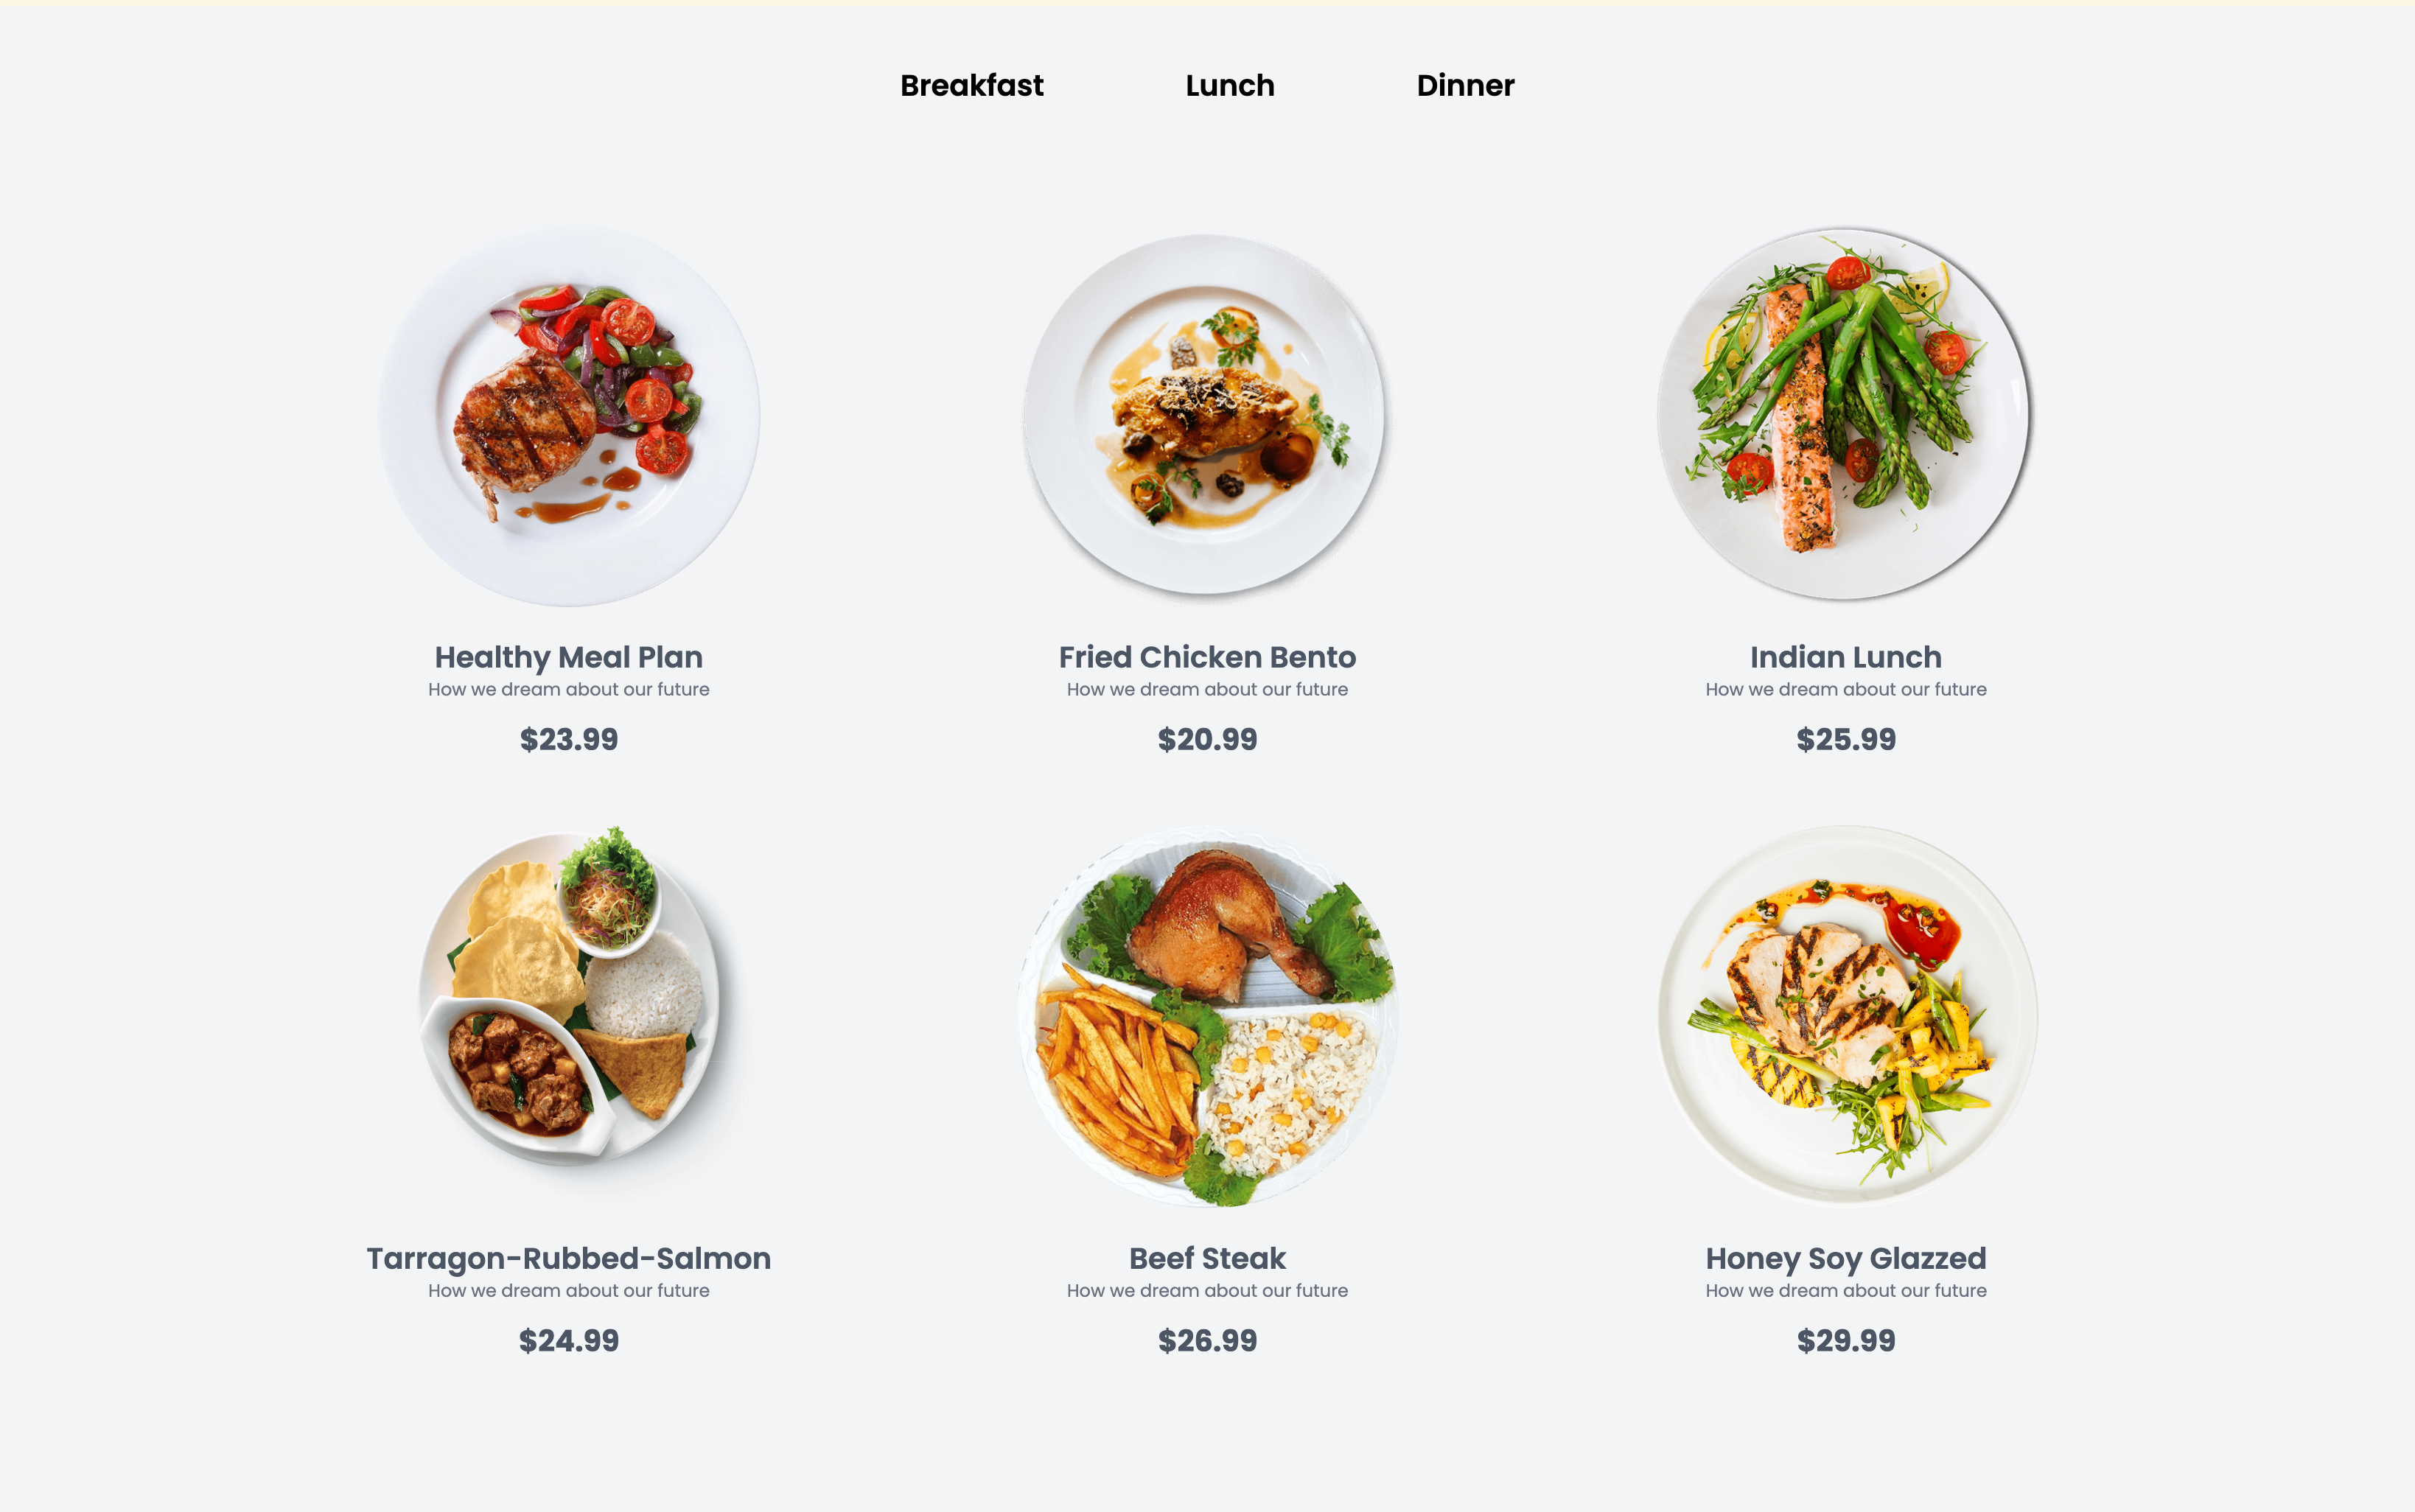 Breakfast Lunch Dinner
Healthy Meal Plan
How we dream about our future
$23.99
Fried Chicken Bento
How we dream about our future
$20.99
Indian Lunch
How we dream about our future
$25.99
Tarragon-Rubbed-Salmon
How we dream about our future
$24.99
Beef Steak
How we dream about our future
$26.99
Honey Soy Glazzed
How we dream about our future
$29.99